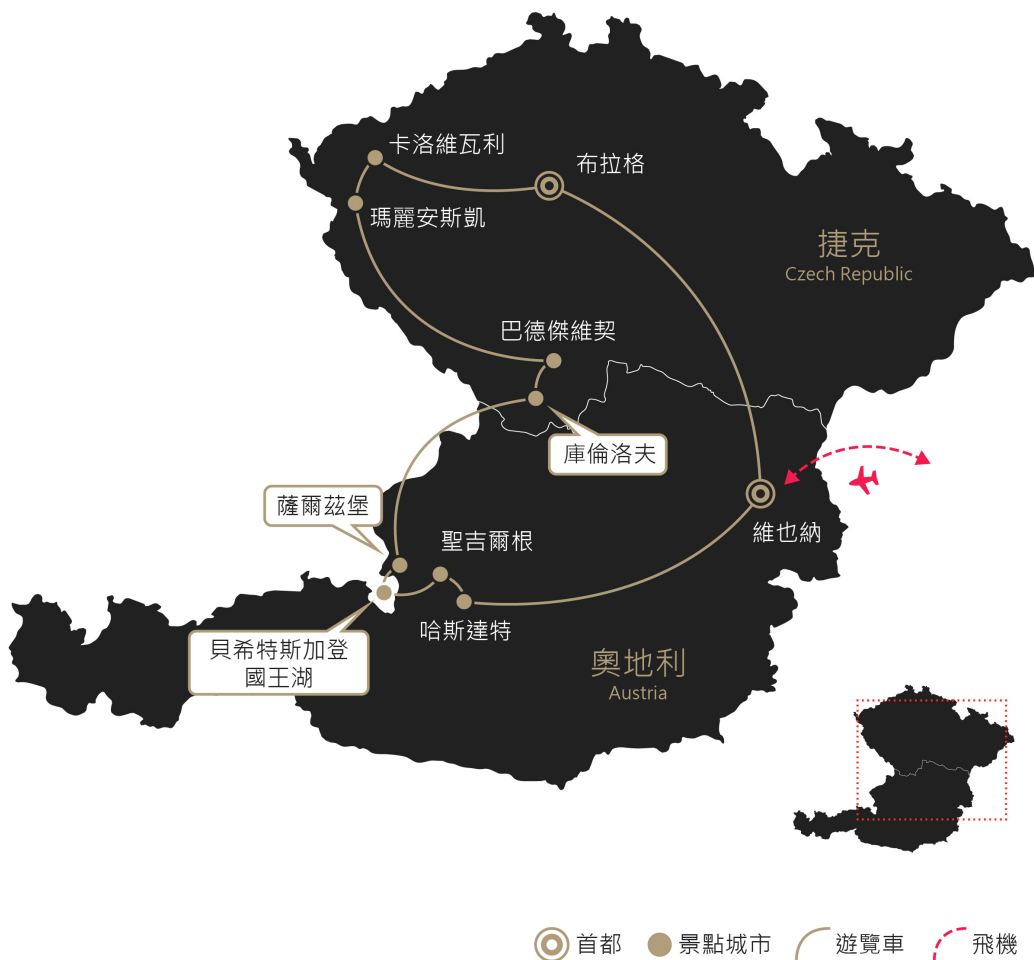 卡洛維瓦利
布拉格
瑪麗安斯凱
捷克
Czech Republic
巴德傑維契
庫倫洛夫
薩爾茲堡
聖吉爾根
維也納
哈斯達特
貝希特斯加登
國王湖
奧地利
Austria
首都
景點城市
遊覽車
飛機